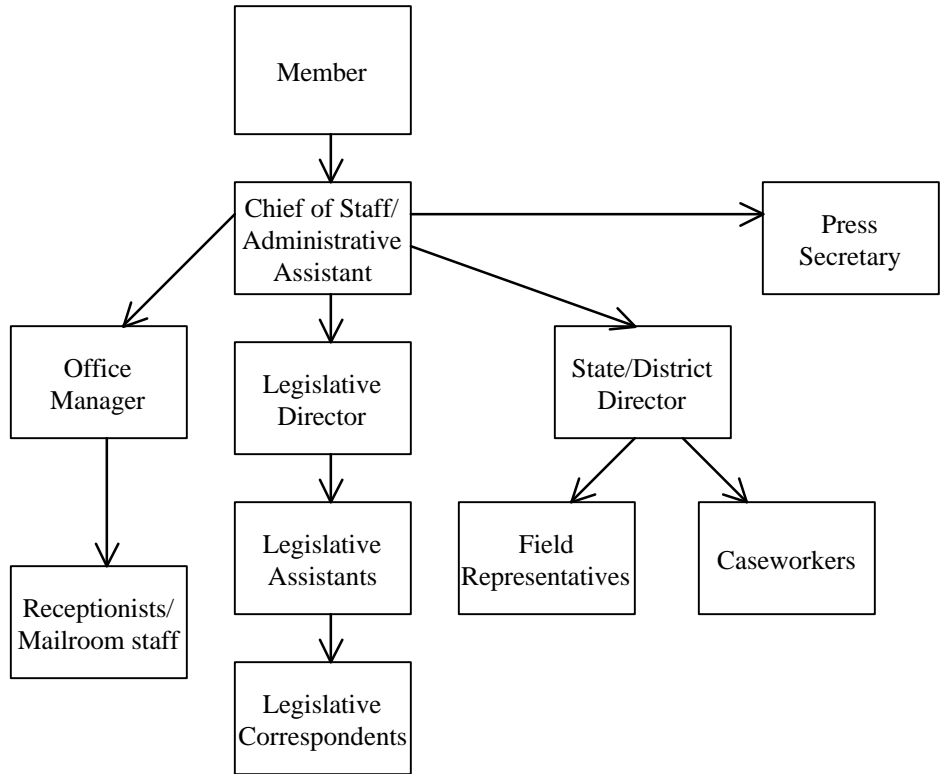 Member
Chief of Staff/
Administrative
Assistant
Press
Secretary
Office
Manager
Legislative
Director
State/District
Director
Legislative
Assistants
Field
Representatives
Caseworkers
Receptionists/
Mailroom staff
Legislative
Correspondents